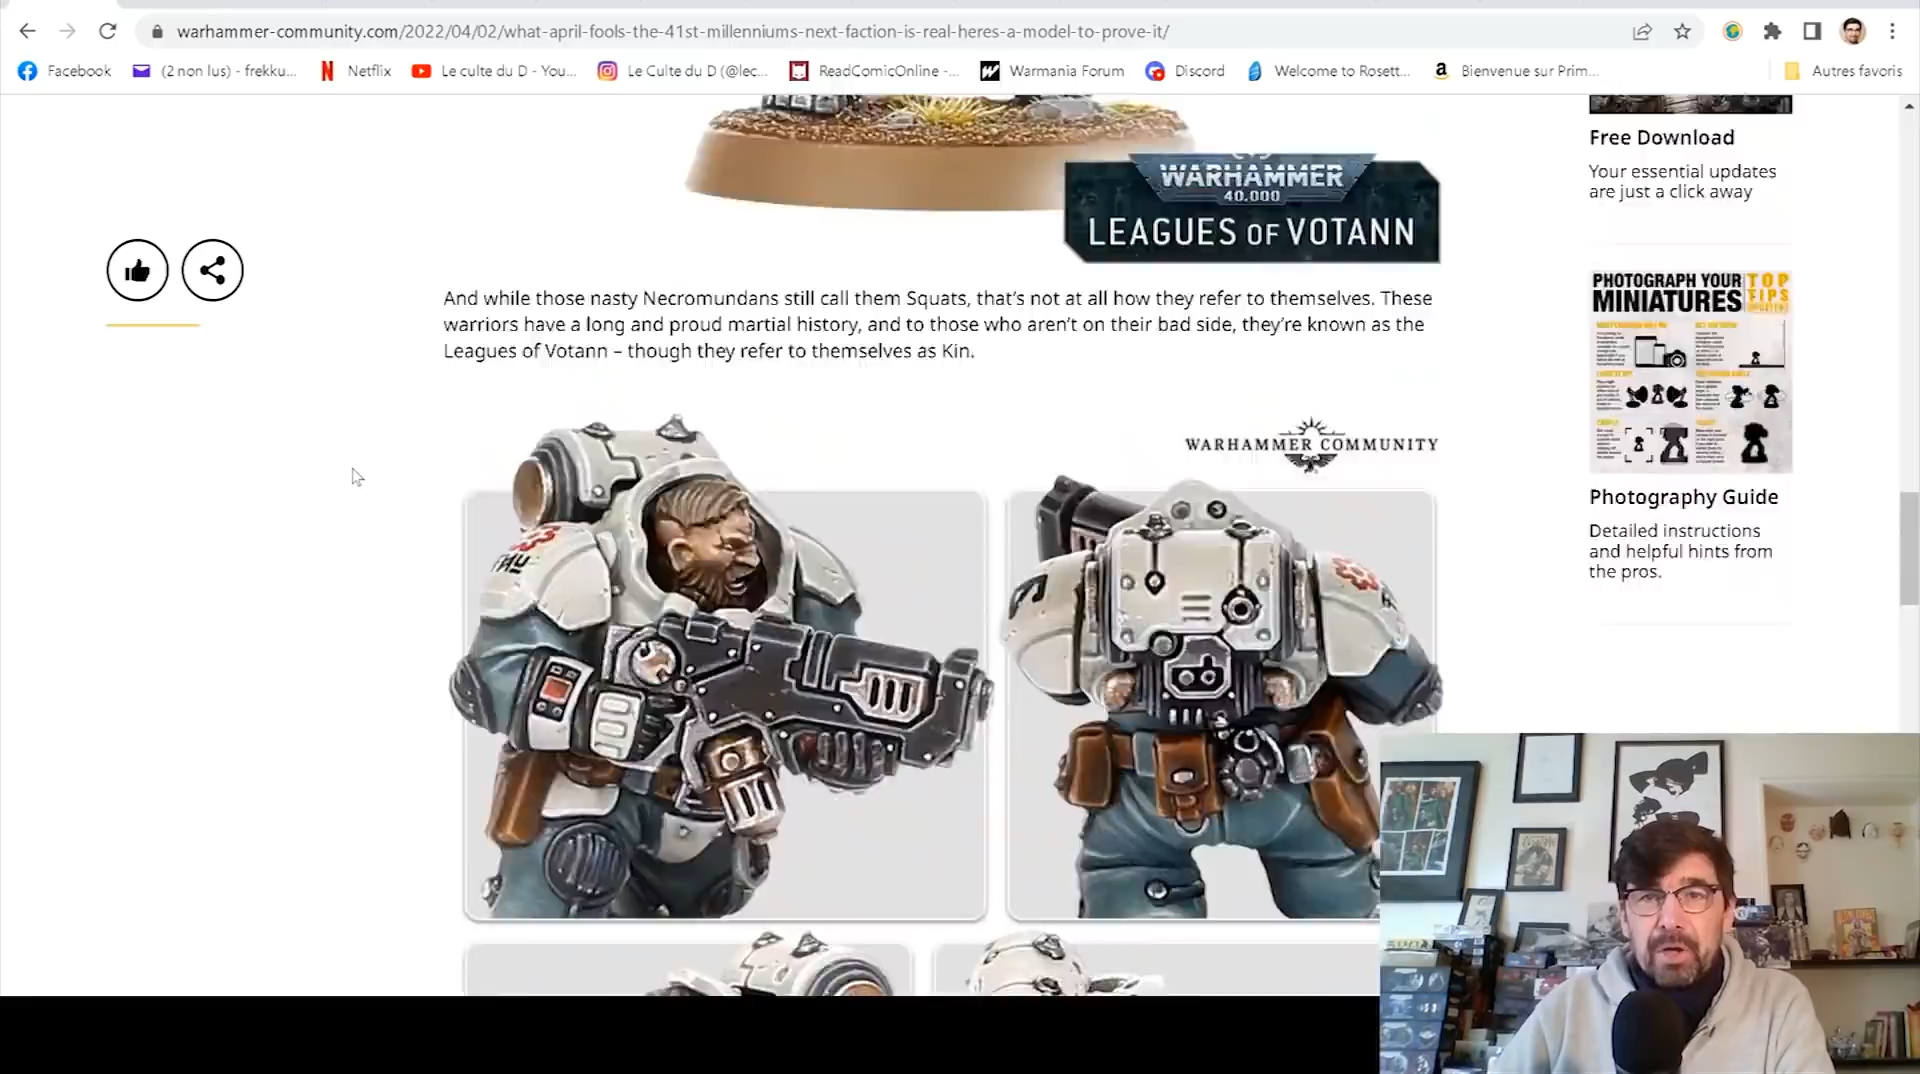 warhammer-community.com/2022/04/02/what-april-fools-the-41st-millenniums-next-faction-is-real-heres-a-model-to-prove-it/
Facebook
(2 non lus) - frekku...
Netflix
Le culte du D - You...
Le Culte du D (@lec...
ReadComicOnline -...
Warmania Forum
Discord
Welcome to Rosett...
Bienvenue sur Prim...
Autres favoris
WARHAMMER
40,000
LEAGUES OF VOTANN
Free Download
Your essential updates
are just a click away
And while those nasty Necromundans still call them Squats, that's not at all how they refer to themselves. These
warriors have a long and proud martial history, and to those who aren't on their bad side, they're known as the
Leagues of Votann – though they refer to themselves as Kin.
WARHAMMER COMMUNITY
PHOTOGRAPH YOUR
MINIATURES
TOP
TIPS
Photography Guide
Detailed instructions
and helpful hints from
the pros.